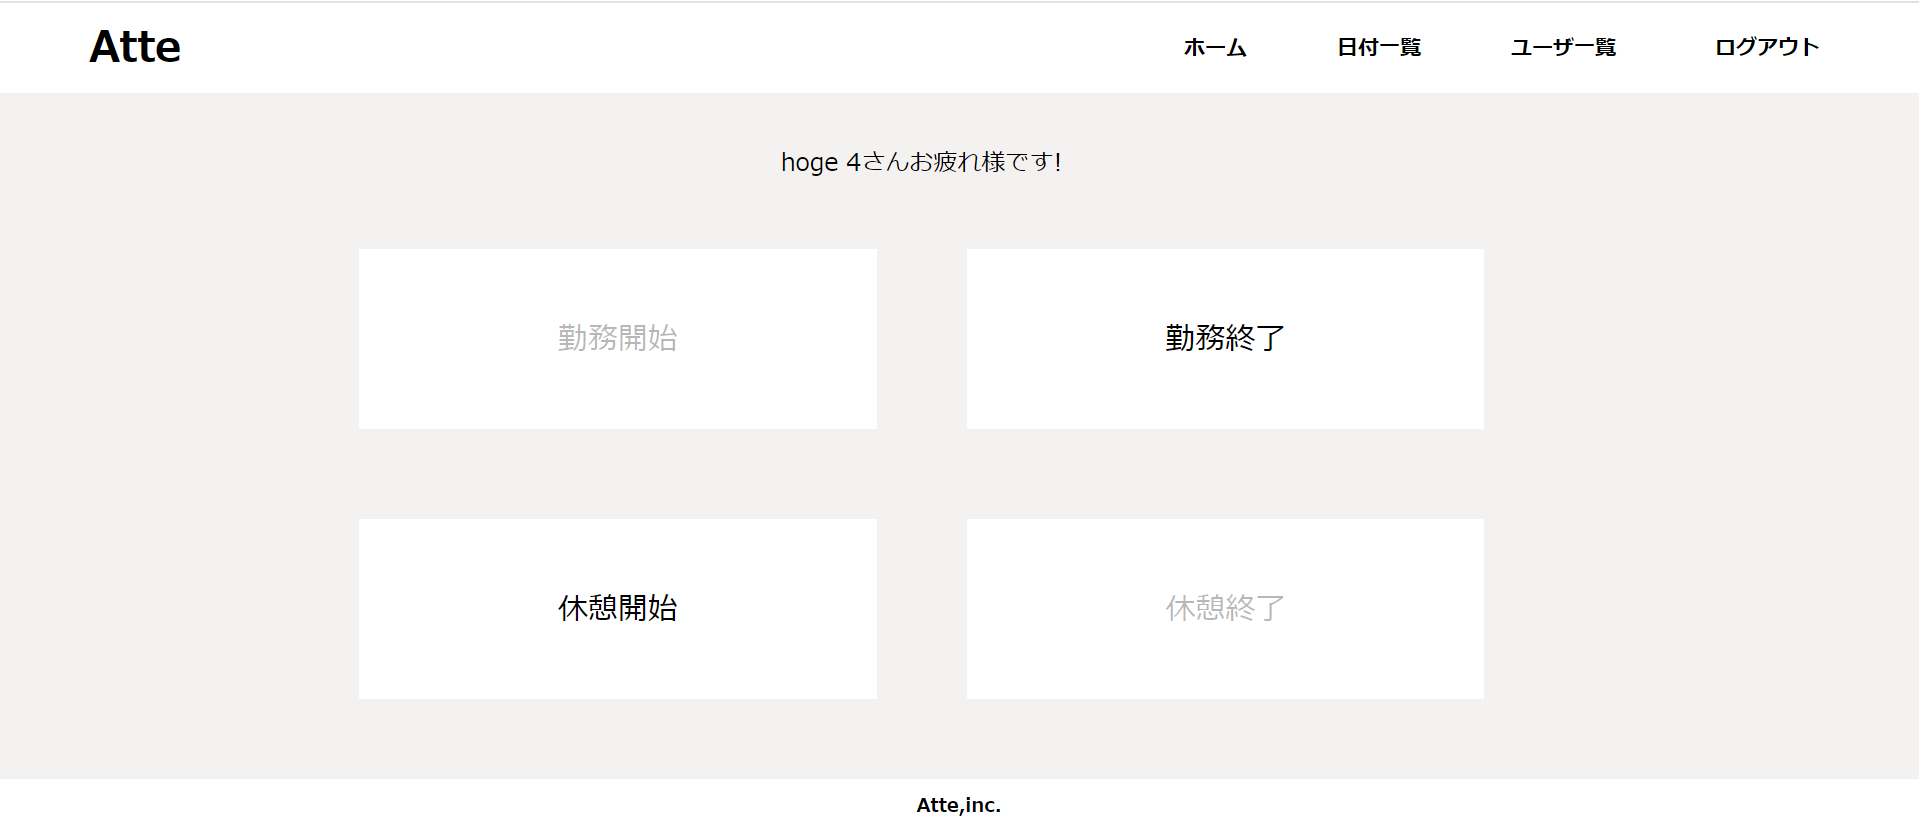 Atte
ホーム 日付一覧 ユーザ一覧 ログアウト
hoge 4さんお疲れ様です!
勤務開始 勤務終了
休憩開始 休憩終了
Atte,inc.